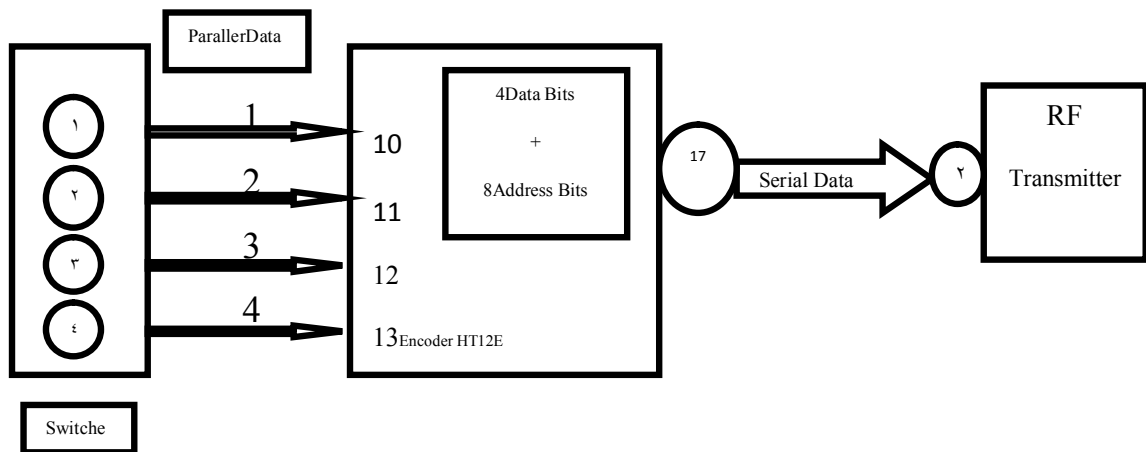 ParallerData
١
٢
٣
٤
1
2
3
4
10
11
12
13Encoder HT12E
4Data Bits
+
8Address Bits
17
Serial Data
٢
RF
Transmitter
Switche